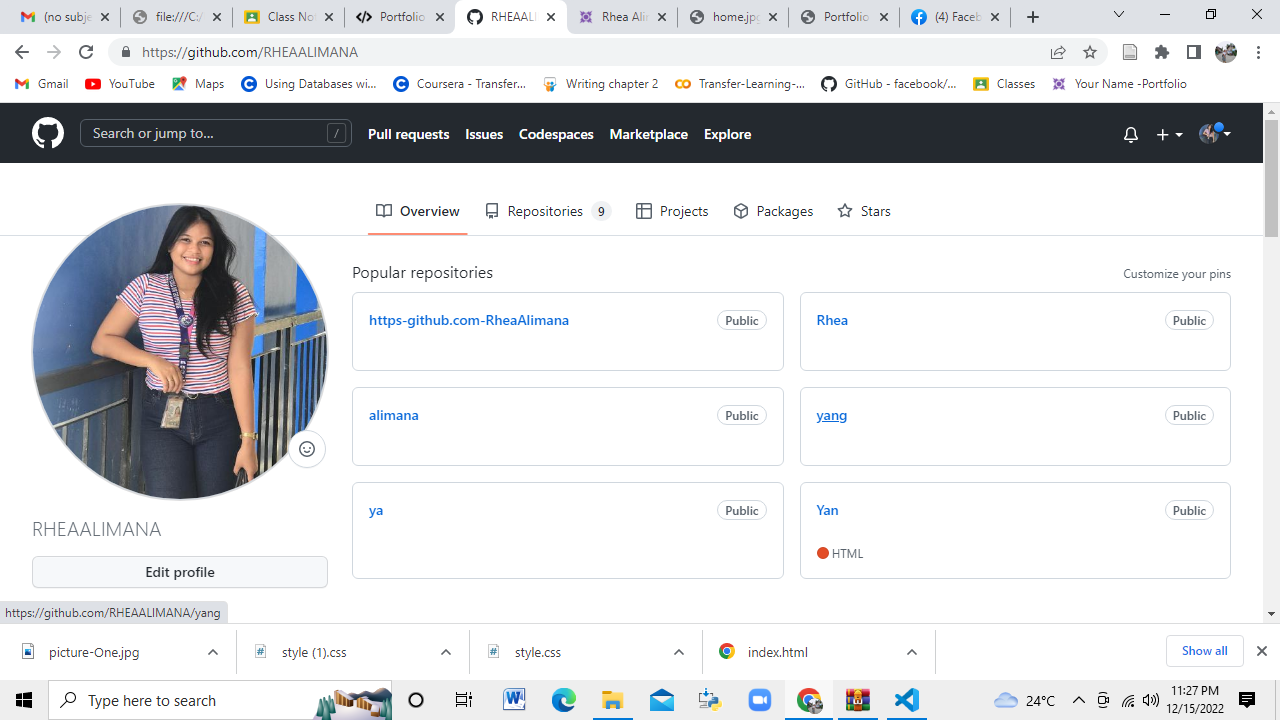 (no subje
file:///C:/
Class No
Portfolio
RHEAALI
Rhea Alir
home.jpg
Portfolio
(4) Faceb
https://github.com/RHEAALIMANA
Gmail
YouTube
Maps
Using Databases wi...
Coursera - Transfer...
Writing chapter 2
Transfer-Learning-...
GitHub - facebook/...
Classes
Your Name -Portfolio
Search or jump to...
/
Pull requests
Issues
Codespaces
Marketplace
Explore
Overview
Repositories 9
Projects
Packages
Stars
Popular repositories
Customize your pins
https-github.com-RheaAlimana
Public
Rhea
Public
alimana
Public
yang
Public
ya
Public
Yan
Public
HTML
RHEAALIMANA
Edit profile
https://github.com/RHEAALIMANA/yang
picture-One.jpg
style (1).css
style.css
index.html
Show all
Type here to search
24°C
11:27 PM
12/15/2022